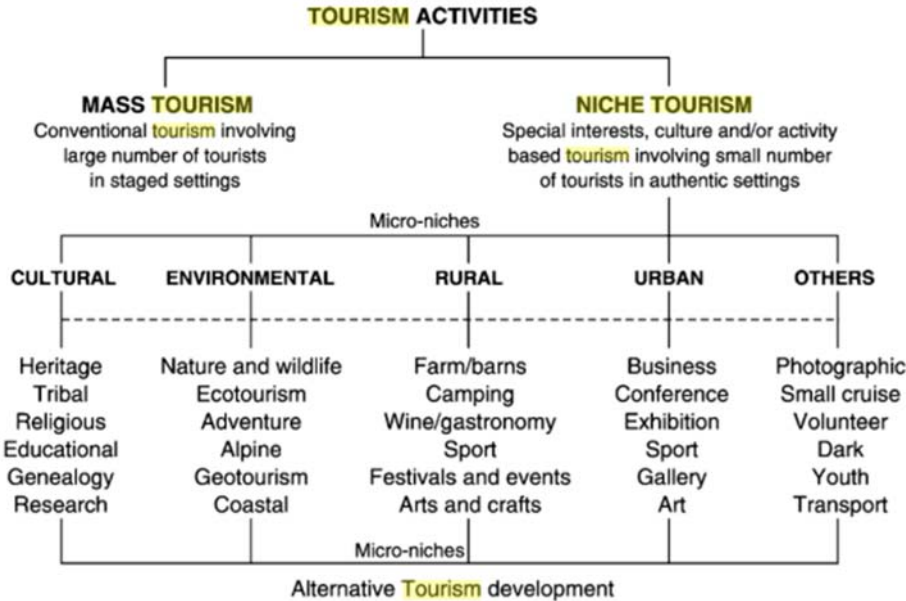 TOURISM ACTIVITIES
MASS TOURISM
Conventional tourism involving
large number of tourists
in staged settings
NICHE TOURISM
Special interests, culture and/or activity
based tourism involving small number
of tourists in authentic settings
Micro-niches
CULTURAL
Heritage
Tribal
Religious
Educational
Genealogy
Research
ENVIRONMENTAL
Nature and wildlife
Ecotourism
Adventure
Alpine
Geotourism
Coastal
RURAL
Farm/barns
Camping
Wine/gastronomy
Sport
Festivals and events
Arts and crafts
URBAN
Business
Conference
Exhibition
Sport
Gallery
Art
OTHERS
Photographic
Small cruise
Volunteer
Dark
Youth
Transport
Micro-niches
Alternative Tourism development